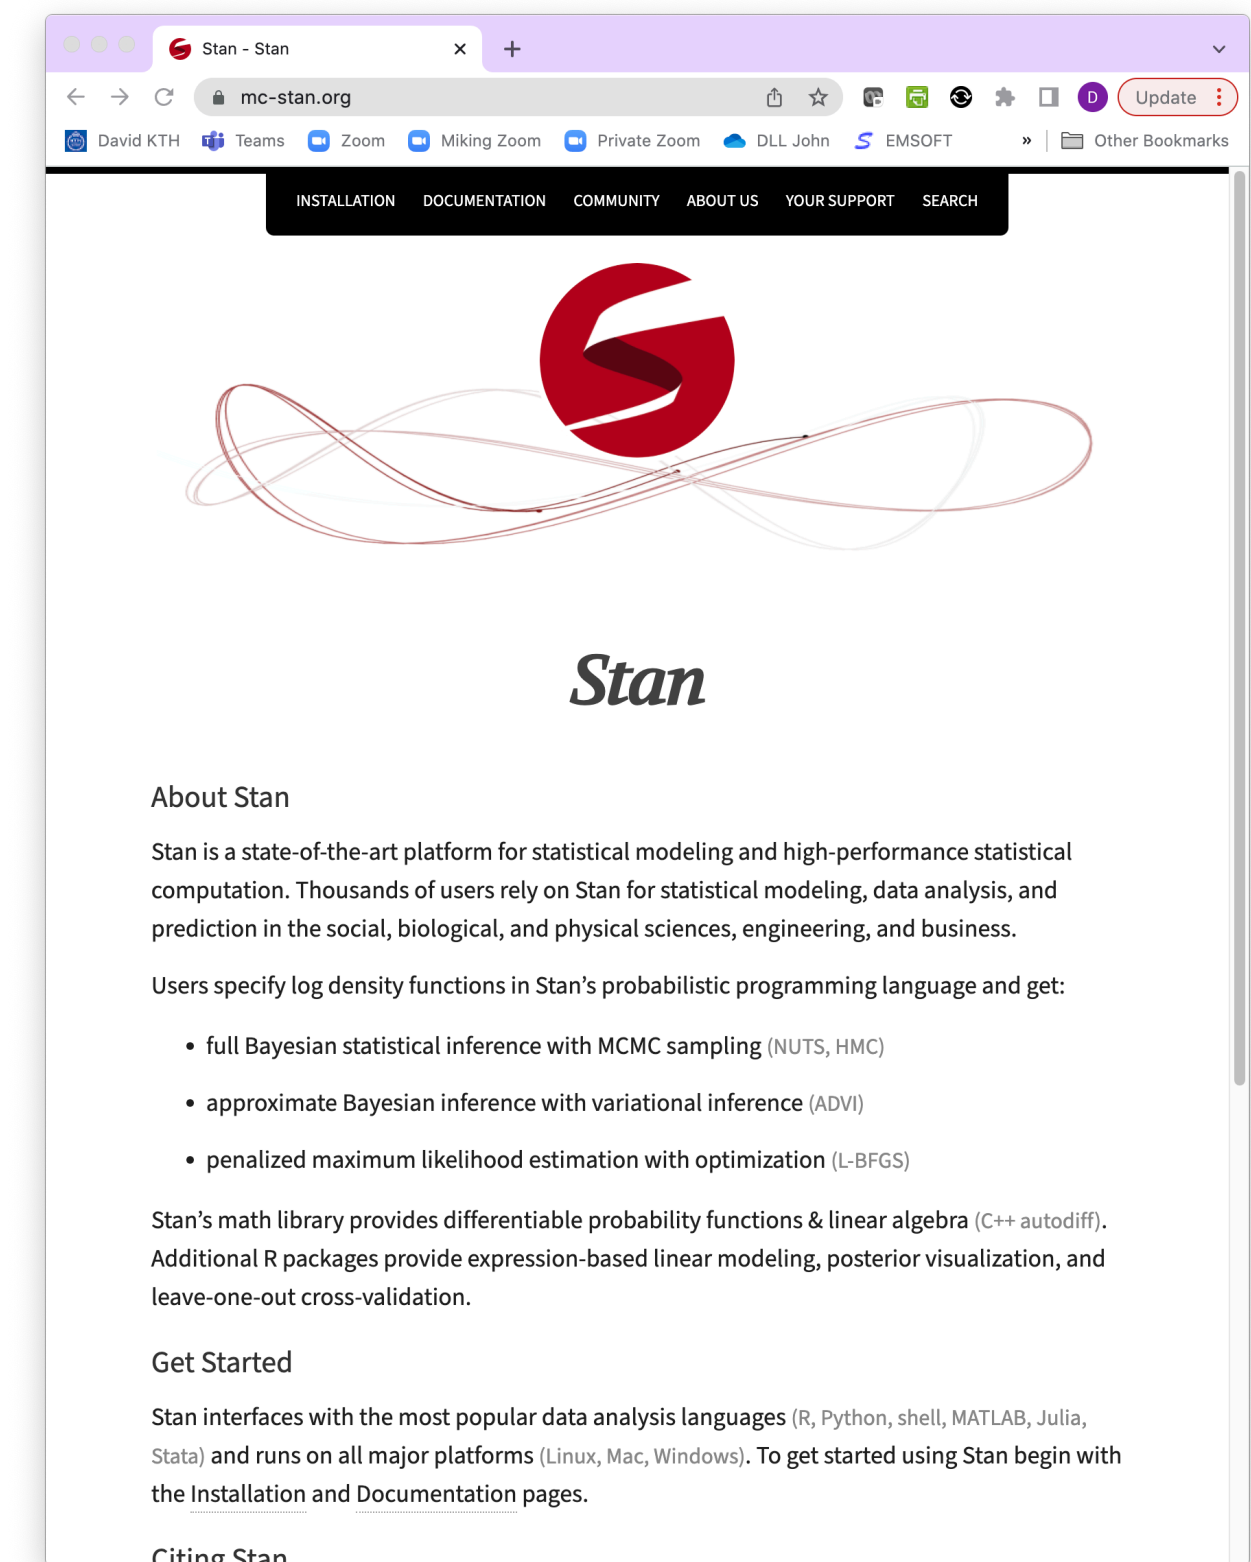 Stan - Stan
mc-stan.org
D
Update
David KTH
Teams
Zoom
Miking Zoom
Private Zoom
DLL John
EMSOFT
»
Other Bookmarks
INSTALLATION DOCUMENTATION COMMUNITY ABOUT US YOUR SUPPORT SEARCH
Stan
About Stan
Stan is a state-of-the-art platform for statistical modeling and high-performance statistical
computation. Thousands of users rely on Stan for statistical modeling, data analysis, and
prediction in the social, biological, and physical sciences, engineering, and business.
Users specify log density functions in Stan’s probabilistic programming language and get:
• full Bayesian statistical inference with MCMC sampling (NUTS, HMC)
• approximate Bayesian inference with variational inference (ADVI)
• penalized maximum likelihood estimation with optimization (L-BFGS)
Stan’s math library provides differentiable probability functions & linear algebra (C++ autodiff).
Additional R packages provide expression-based linear modeling, posterior visualization, and
leave-one-out cross-validation.
Get Started
Stan interfaces with the most popular data analysis languages (R, Python, shell, MATLAB, Julia,
Stata) and runs on all major platforms (Linux, Mac, Windows). To get started using Stan begin with
the Installation and Documentation pages.
Citing Stan